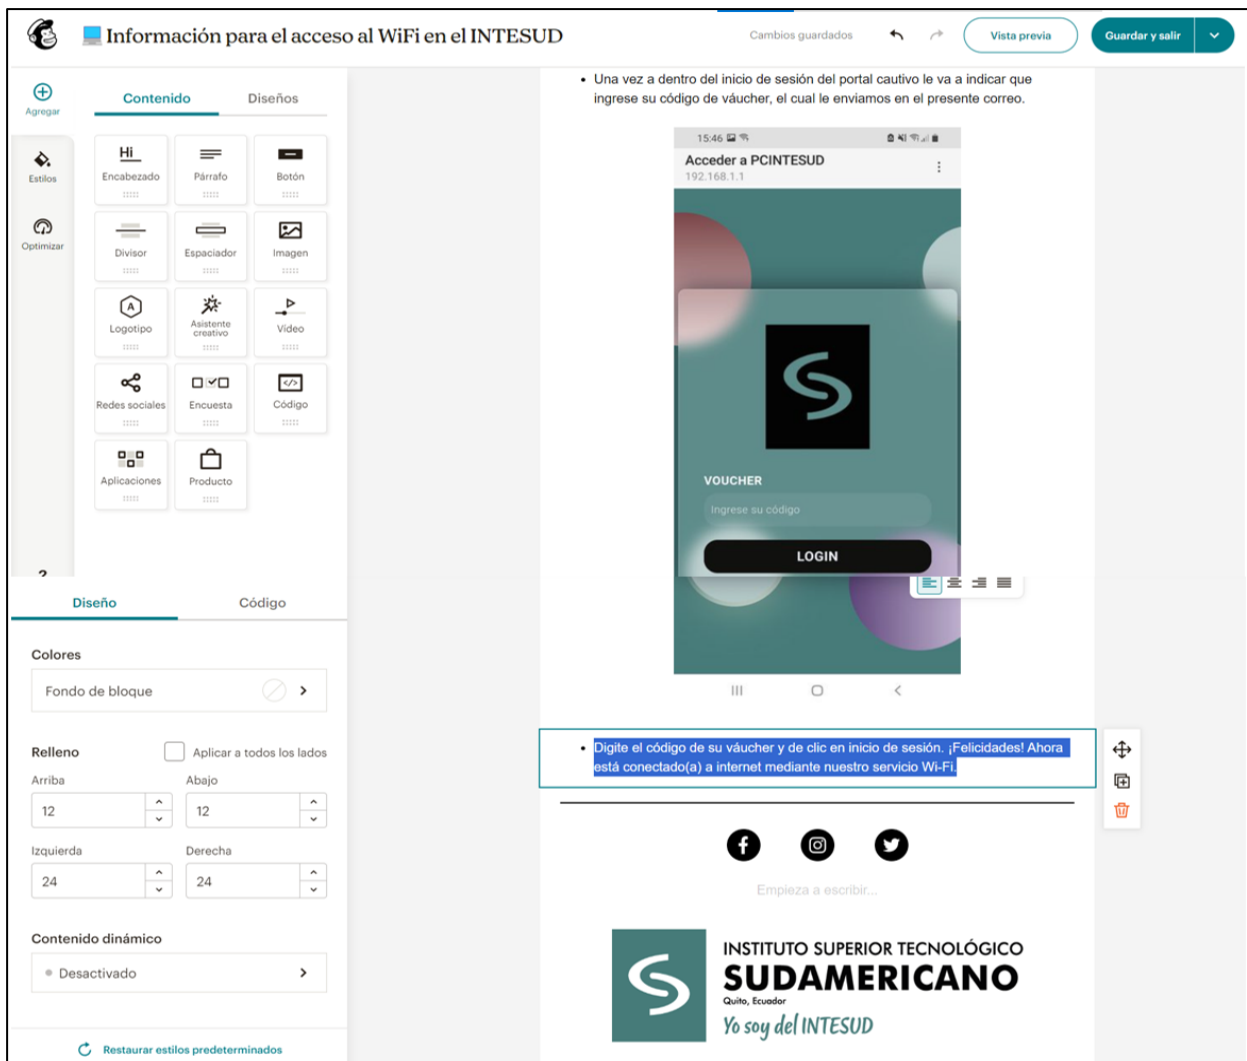 Información para el acceso al WiFi en el INTESUD
Cambios guardados
Vista previa
Guardar y salir
Agregar
Estilos
Optimizar
Contenido
Diseños
Hi
Encabezado
Párrafo
Botón
Divisor
Espaciador
Imagen
A
Logotipo
Asistente
creativo
Video
Redes sociales
Encuesta
Código
Aplicaciones
Producto
?
Diseño
Código
Colores
Fondo de bloque
Relleno
Aplicar a todos los lados
Arriba
Abajo
12
12
Izquierda
Derecha
24
24
Contenido dinámico
Desactivado
Restaurar estilos predeterminados
• Una vez a dentro del inicio de sesión del portal cautivo le va a indicar que
ingrese su código de váucher, el cual le enviamos en el presente correo.
15:46
Acceder a PCINTESUD
192.168.1.1
VOUCHER
Ingrese su código
LOGIN
• Digite el código de su váucher y de clic en inicio de sesión. ¡Felicidades! Ahora
está conectado(a) a internet mediante nuestro servicio Wi-Fi.
Empieza a escribir...
INSTITUTO SUPERIOR TECNOLÓGICO
SUDAMERICANO
Quito, Ecuador
Yo soy del INTESUD